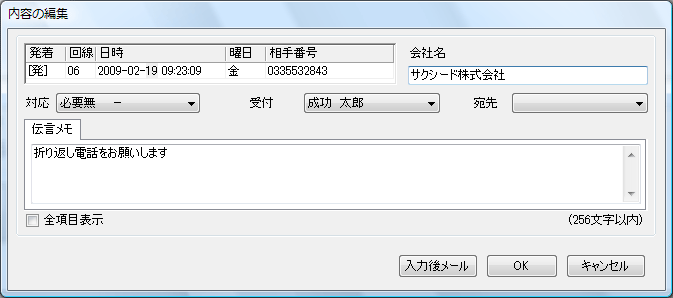 内容の編集
発着 回線 日時 曜日 相手番号 会社名
[発] 06 2009-02-19 09:23:09 金 0335532843 サクシード株式会社
対応 必要無 － 受付 成功 太郎 宛先
伝言メモ
折り返し電話をお願いします
全項目表示 (256文字以内)
入力後メール OK キャンセル